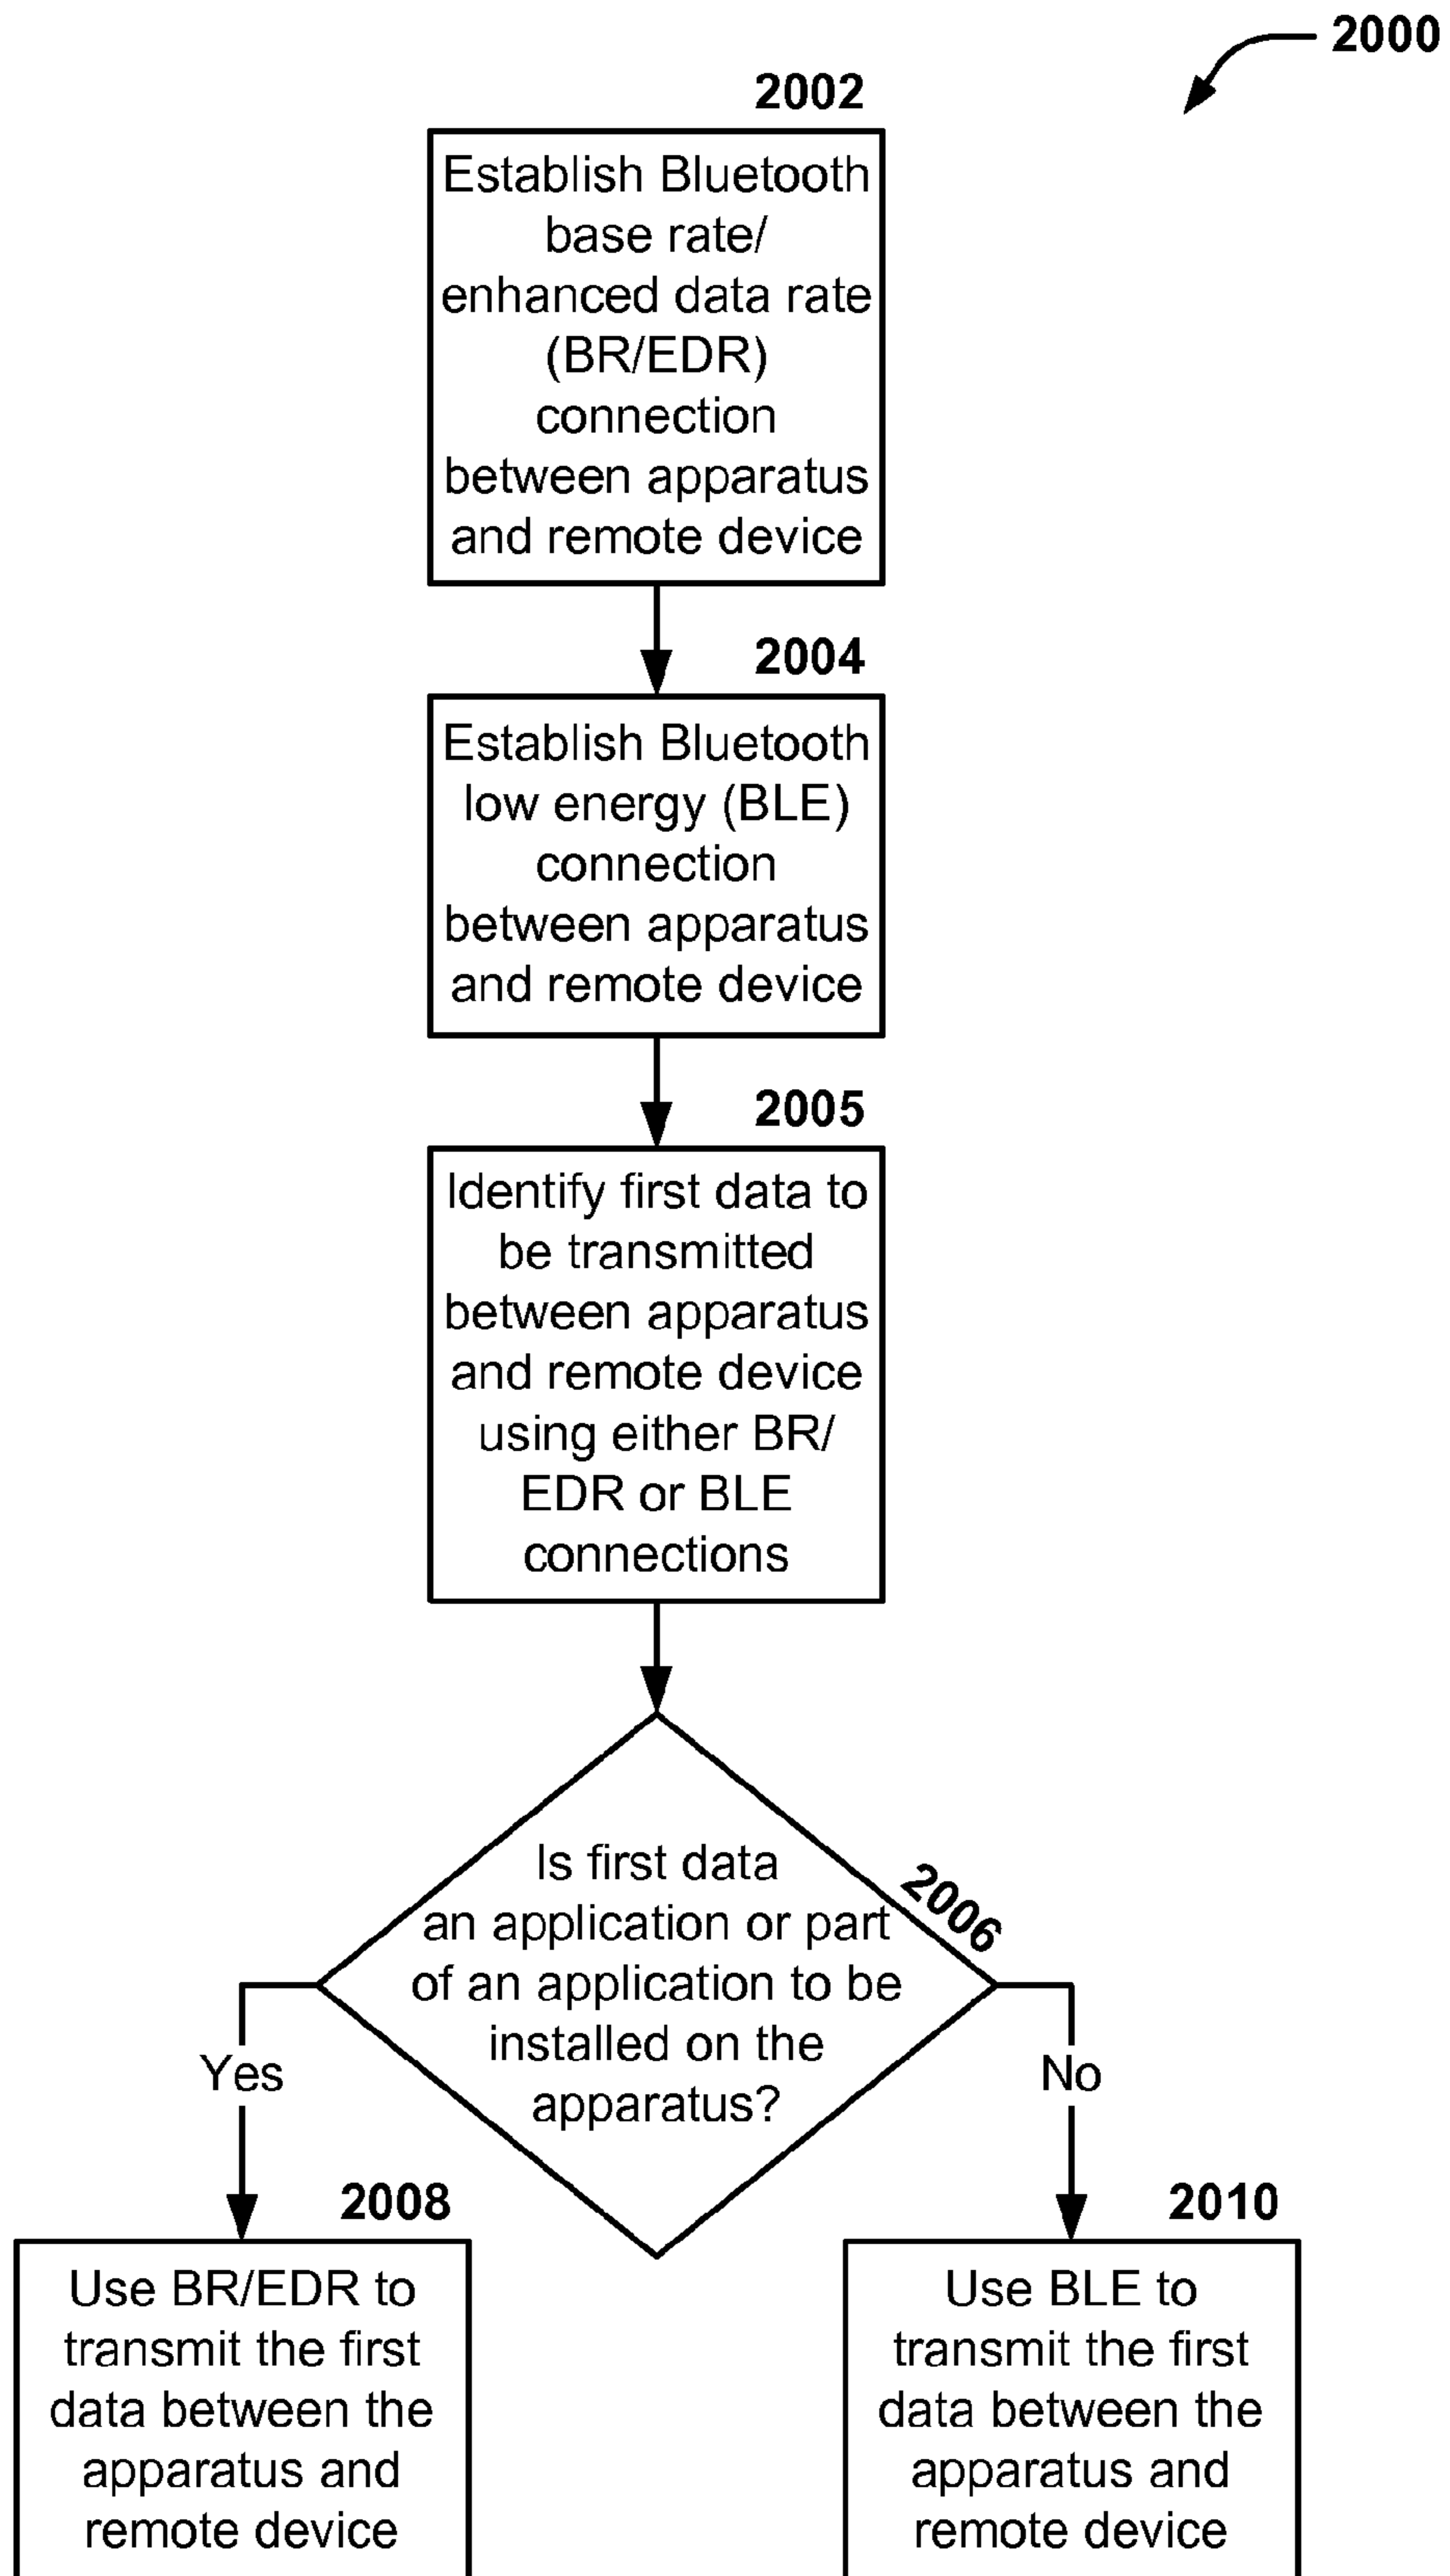 2000
2002
Establish Bluetooth
base rate/
enhanced data rate
(BR/EDR)
connection
between apparatus
and remote device
2004
Establish Bluetooth
low energy (BLE)
connection
between apparatus
and remote device
2005
Identify first data to
be transmitted
between apparatus
and remote device
using either BR/
EDR or BLE
connections
2006
Is first data
an application or part
of an application to be
installed on the
apparatus?
Yes
No
2008
Use BR/EDR to
transmit the first
data between the
apparatus and
remote device
2010
Use BLE to
transmit the first
data between the
apparatus and
remote device